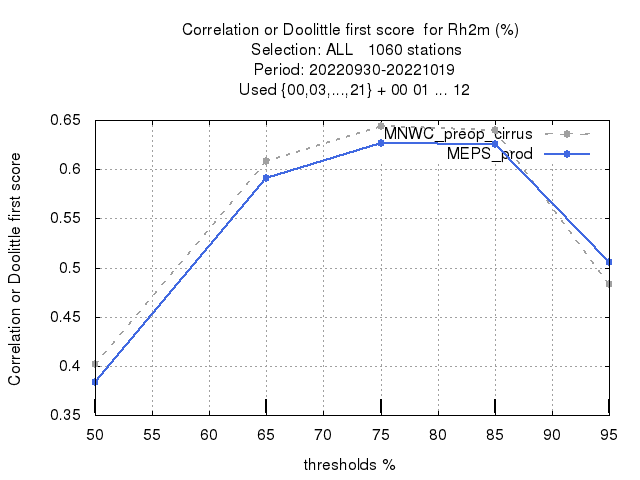 Correlation or Doolittle first score  for Rh2m (%)
Selection: ALL   1060 stations
Period: 20220930-20221019
Used {00,03,...,21} + 00 01 ... 12
Correlation or Doolittle first score
0.65
0.6
0.55
0.5
0.45
0.4
0.35
MNWC_preop_cirrus
MEPS_prod
50 55 60 65 70 75 80 85 90 95
thresholds %